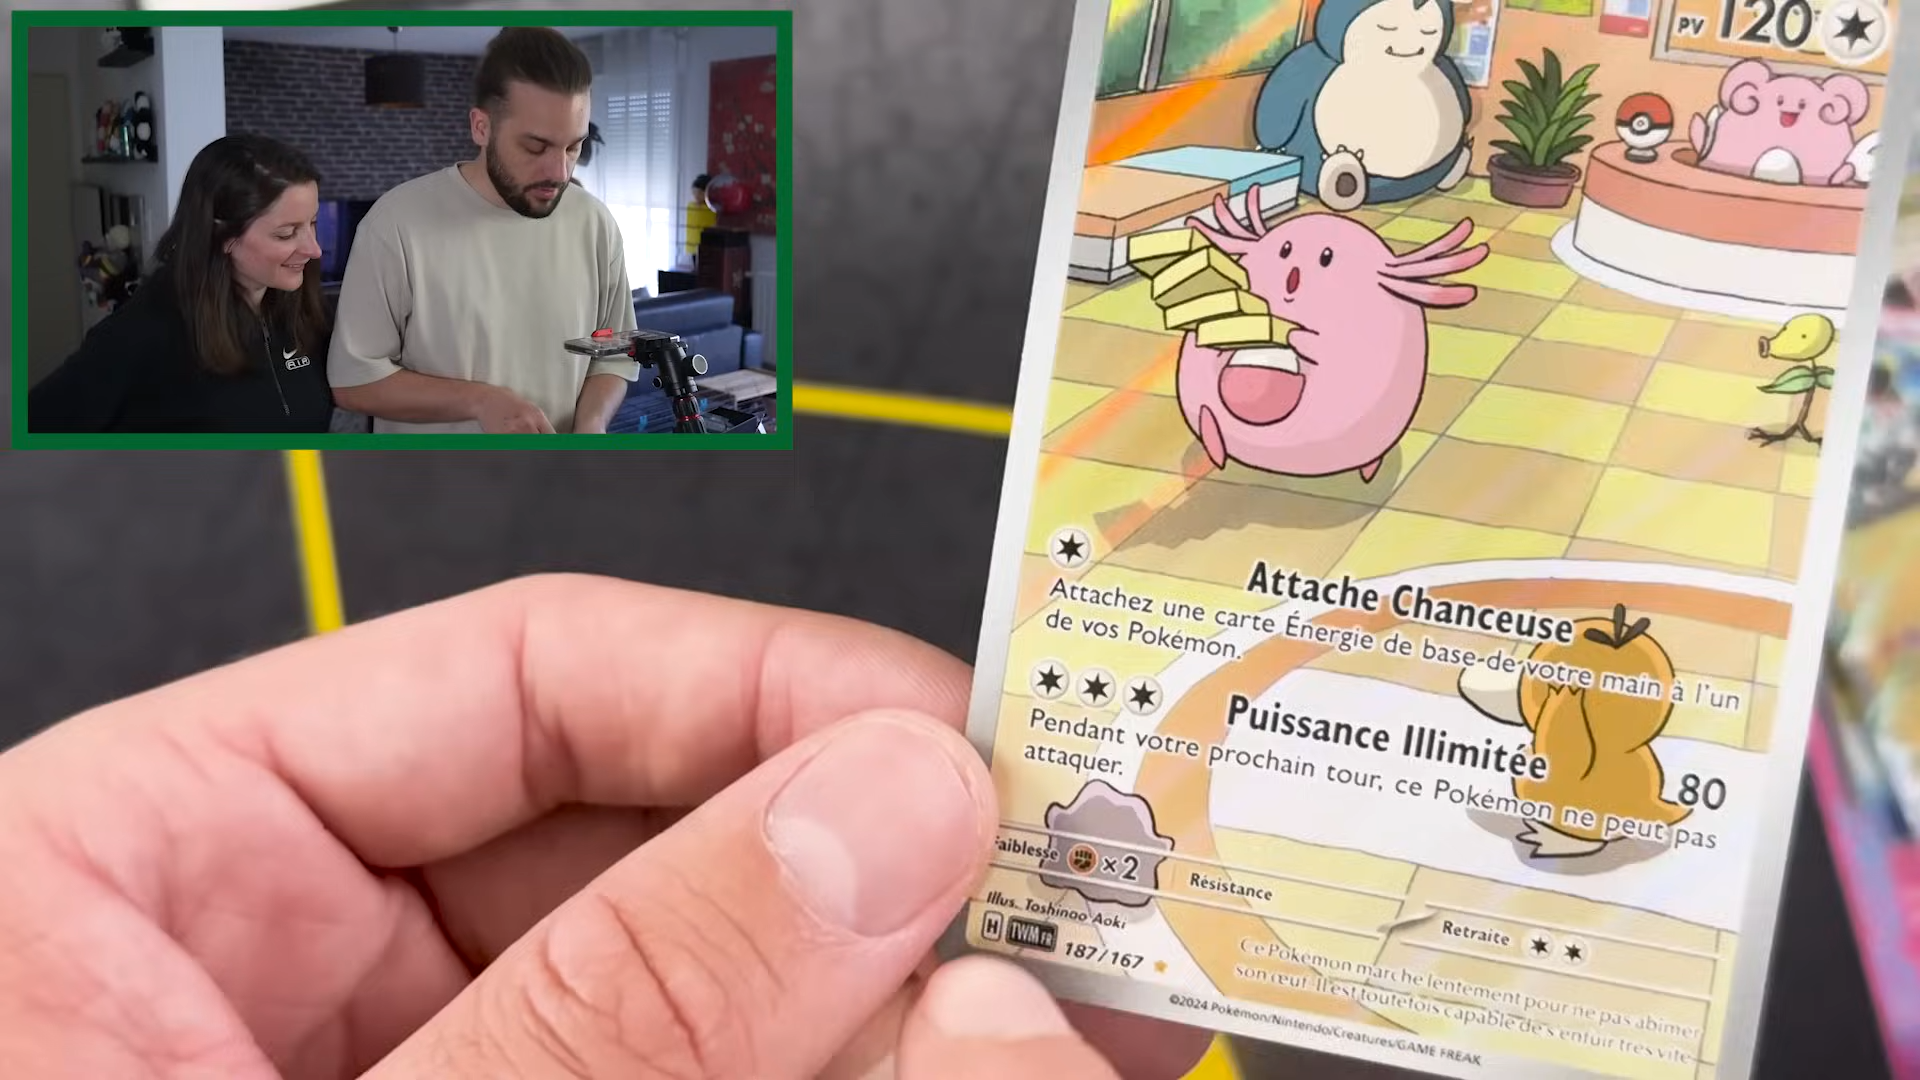 PV 120
AIR
Attache Chanceuse
Attachez une carte Énergie de base de votre main à l'un
de vos Pokémon.
Puissance Illimitée 80
Pendant votre prochain tour, ce Pokémon ne peut pas
attaquer.
Faiblesse ×2
Résistance
Retraite
Illus. Toshinao Aoki
H TWM FR 187/167
Ce Pokémon marche lentement pour ne pas abîmer
son œuf. Il est toutefois capable de s'enfuir très vite
©2024 Pokémon/Nintendo/Creatures/GAME FREAK